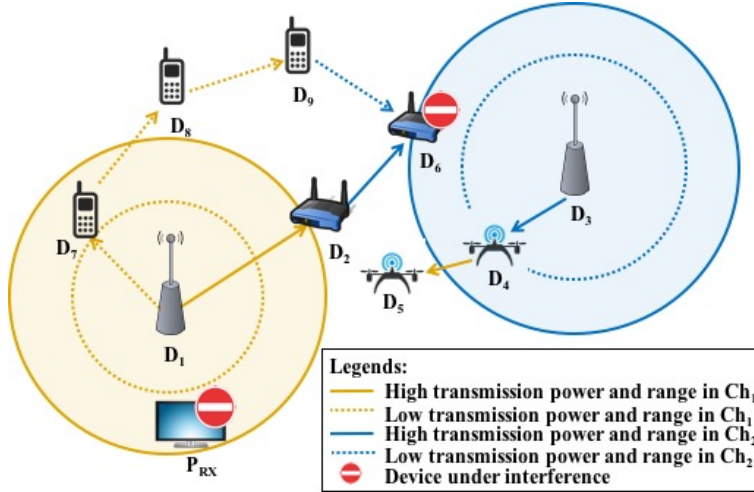 D8
D9
D6
D7
D2
D3
D4
D5
D1
PRX
Legends:
High transmission power and range in Ch1
Low transmission power and range in Ch1
High transmission power and range in Ch2
Low transmission power and range in Ch2
Device under interference